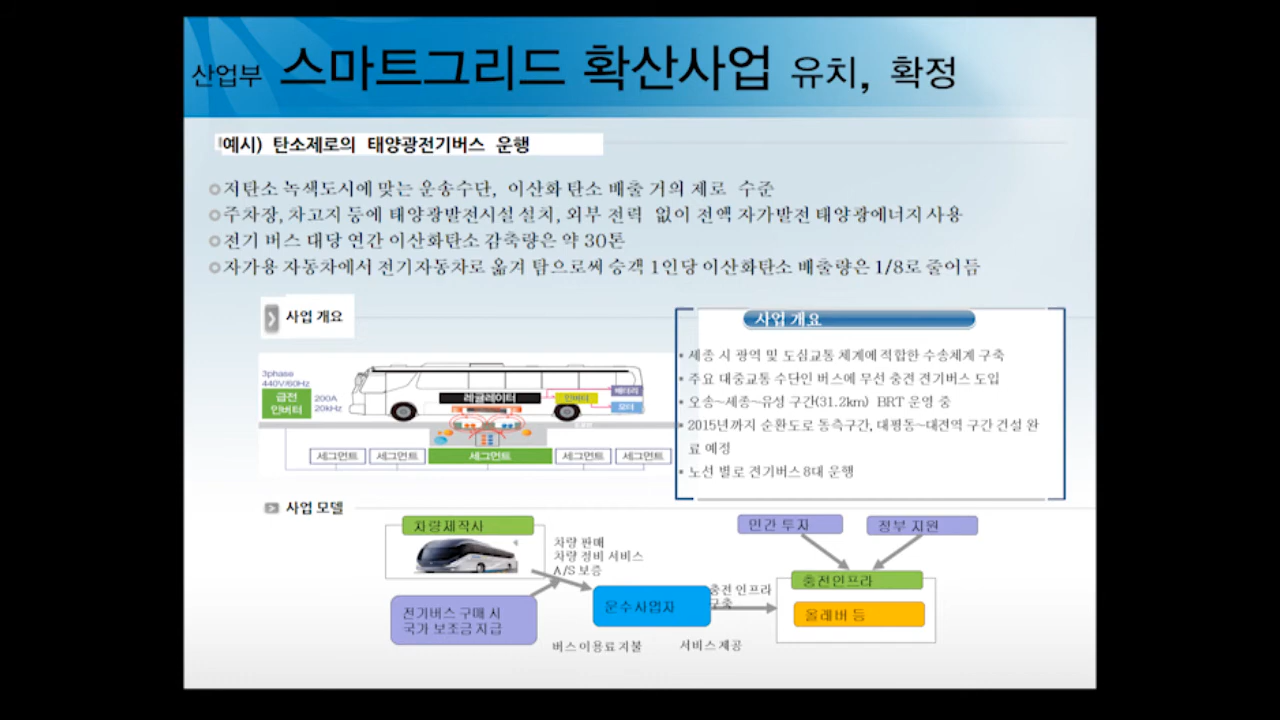 산업부 스마트그리드 확산사업 유치, 확정
예시) 탄소제로의 태양광전기버스 운행
저탄소 녹색도시에 맞는 운송수단, 이산화 탄소 배출 거의 제로 수준
주차장, 차고지 등에 태양광발전시설 설치, 외부 전력 없이 전액 자가발전 태양광에너지 사용
전기 버스 대당 연간 이산화탄소 감축량은 약 30톤
자가용 자동차에서 전기자동차로 옮겨 탐으로써 승객 1인당 이산화탄소 배출량은 1/8로 줄어듬
사업 개요
3phase
440V/60Hz
급전
인버터
200A
20kHz
레귤레이터
인버터
배터리
모터
세그먼트
세그먼트
세그먼트
세그먼트
세그먼트
사업 개요
세종 시 광역 및 도심교통 체계에 적합한 수송체계 구축
주요 대중교통 수단인 버스에 무선 충전 전기버스 도입
오송~세종~유성 구간(31.2km) BRT 운영 중
2015년까지 순환도로 동측구간, 대평동~대전역 구간 건설 완
료 예정
노선 별로 전기버스 8대 운행
사업 모델
차량제작사
차량 판매
차량 정비 서비스
A/S 보증
전기버스 구매 시
국가 보조금 지급
운수사업자
버스 이용료 지불
서비스 제공
충전 인프라
구축
민간 투자
정부 지원
충전인프라
올레버 등